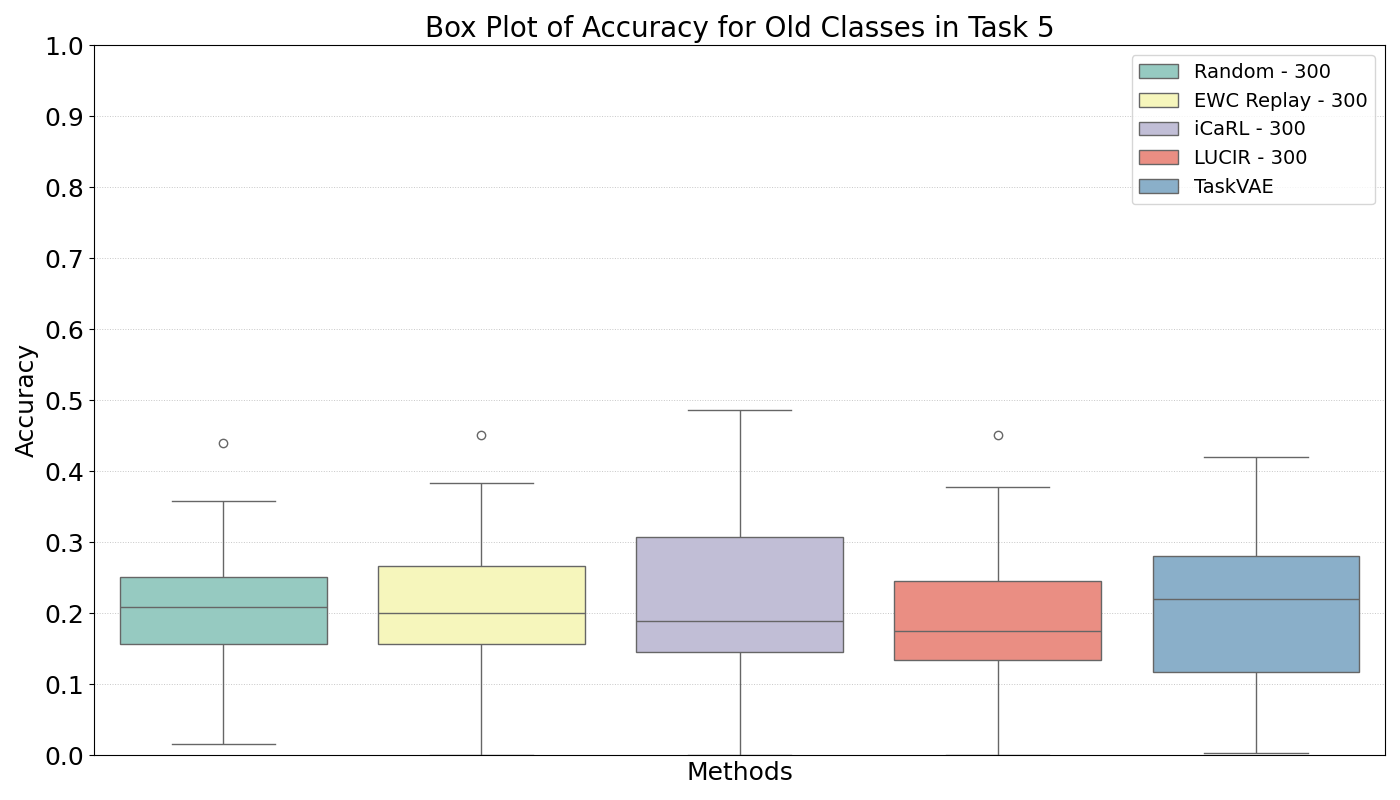 Box Plot of Accuracy for Old Classes in Task 5
1.0
0.9
0.8
0.7
0.6
0.5
0.4
0.3
0.2
0.1
0.0
Accuracy
Methods
Random - 300
EWC Replay - 300
iCaRL - 300
LUCIR - 300
TaskVAE